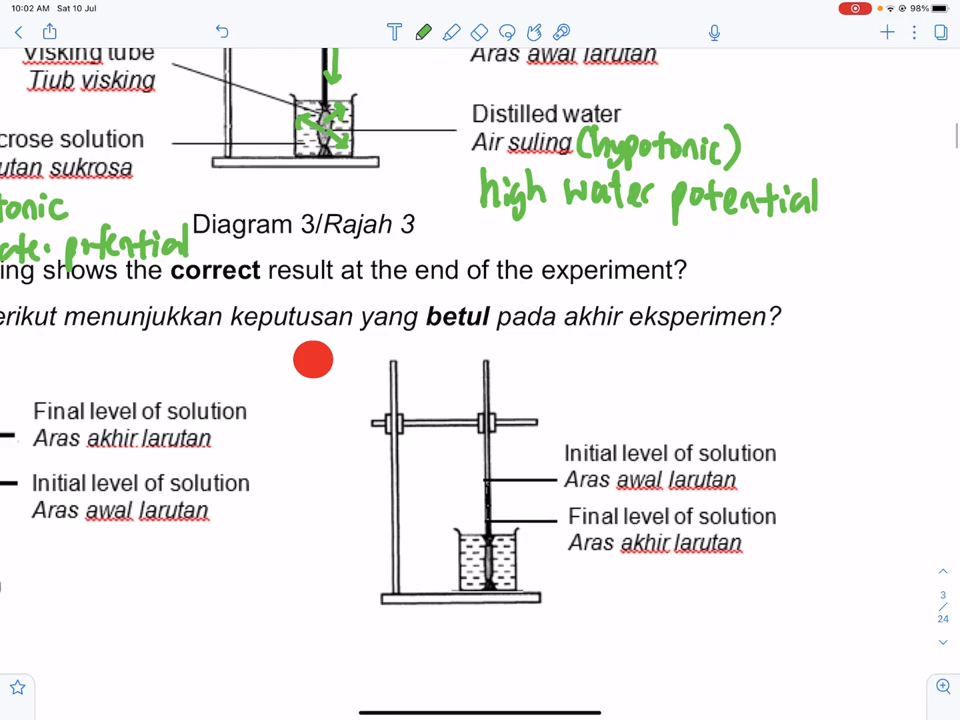 10:02 AM Sat 10 Jul
98%
Visking tube
Tiub visking
Aras awal larutan
Distilled water
Air suling (hypotonic)
high water potential
crose solution
utan sukrosa
tonic
potential
Diagram 3/Rajah 3
ing shows the correct result at the end of the experiment?
erikut menunjukkan keputusan yang betul pada akhir eksperimen?
Final level of solution
Aras akhir larutan
Initial level of solution
Aras awal larutan
Initial level of solution
Aras awal larutan
Final level of solution
Aras akhir larutan
3
/
24